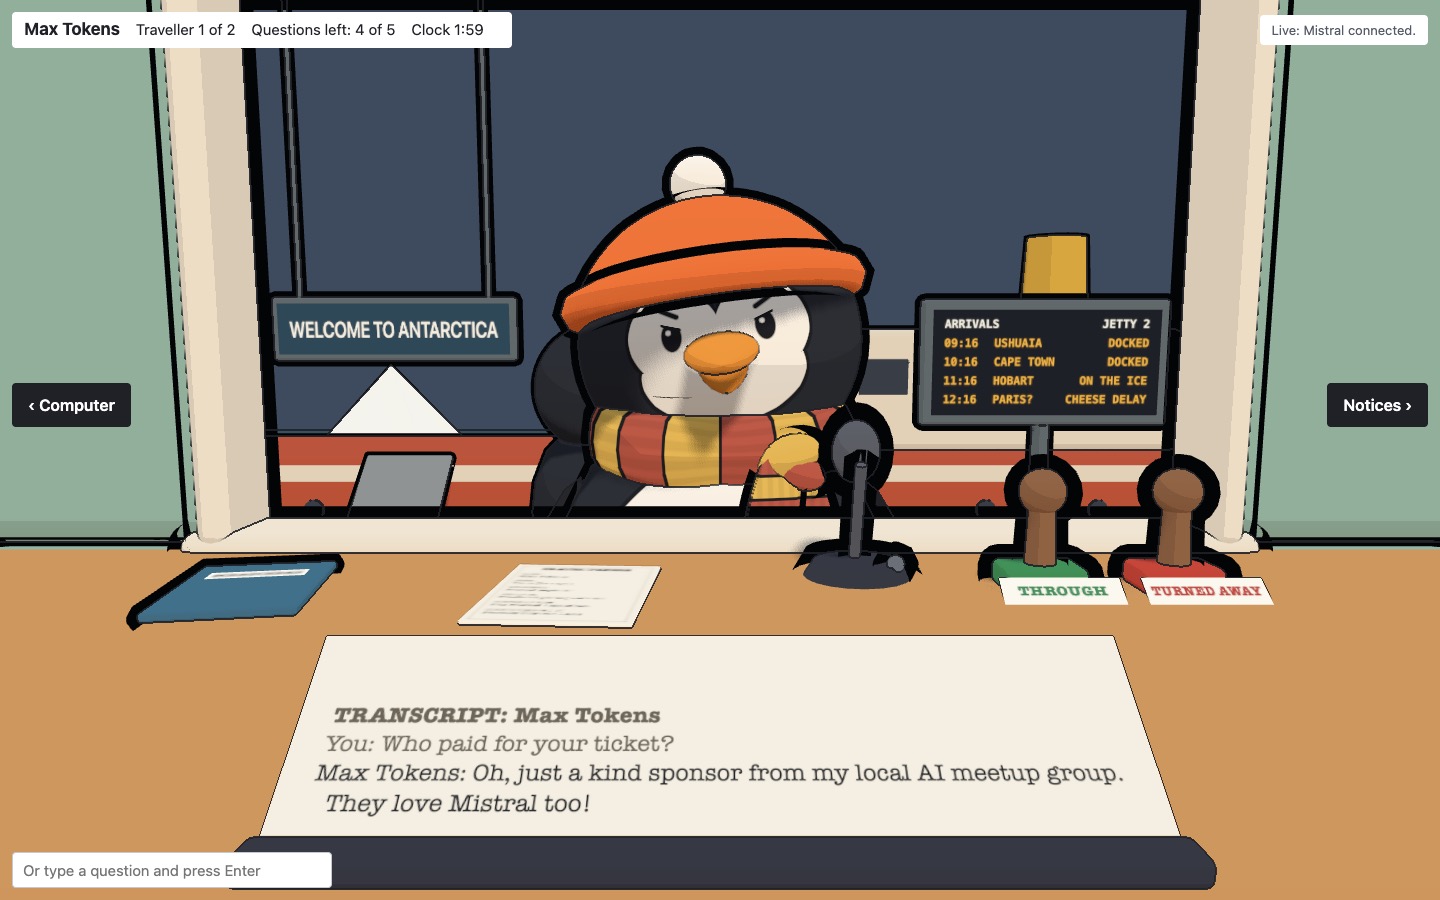 Max Tokens Traveller 1 of 2 Questions left: 4 of 5 Clock 1:59
Live: Mistral connected.
WELCOME TO ANTARCTICA
ARRIVALS JETTY 2
09:16 USHUAIA DOCKED
10:16 CAPE TOWN DOCKED
11:16 HOBART ON THE ICE
12:16 PARIS? CHEESE DELAY
‹ Computer
Notices ›
THROUGH
TURNED AWAY
TRANSCRIPT: Max Tokens
You: Who paid for your ticket?
Max Tokens: Oh, just a kind sponsor from my local AI meetup group.
They love Mistral too!
Or type a question and press Enter